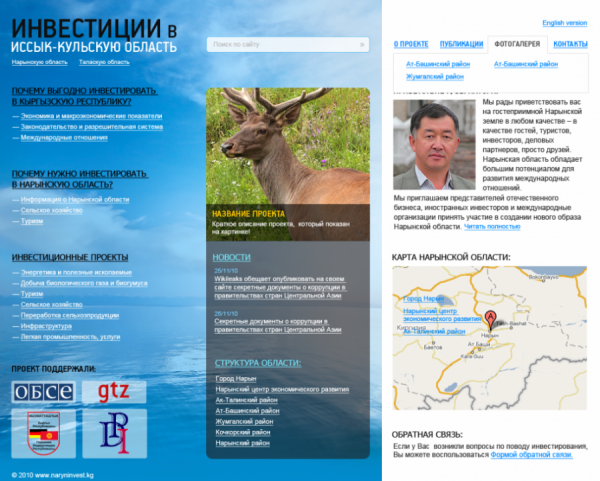 ИНВЕСТИЦИИ в
ИССЫК-КУЛЬСКУЮ ОБЛАСТЬ
Нарынскую область Таласкую область
Поиск по сайту »
English version
О ПРОЕКТЕ ПУБЛИКАЦИИ ФОТОГАЛЕРЕЯ КОНТАКТЫ
Ат-Башинский район Ат-Башинский район
Жумгалский район
ПОЧЕМУ ВЫГОДНО ИНВЕСТИРОВАТЬ
В КЫРГЫЗСКУЮ РЕСПУБЛИКУ?
— Экономика и макроэкономические показатели
— Законодательство и разрешительная система
— Международные отношения
ПОЧЕМУ НУЖНО ИНВЕСТИРОВАТЬ
В НАРЫНСКУЮ ОБЛАСТЬ?
— Информация о Нарынской области
— Сельское хозяйство
— Туризм
ИНВЕСТИЦИОННЫЕ ПРОЕКТЫ
— Энергетика и полезные ископаемые
— Добыча биологического газа и биогумуса
— Туризм
— Сельское хозяйство
— Переработка сельхозпродукции
— Инфраструктура
— Легкая промышленность, услуги
ПРОЕКТ ПОДДЕРЖАЛИ:
ОБСЕ
gtz
© 2010 www.naryninvest.kg
НАЗВАНИЕ ПРОЕКТА
Краткое описание проекта, который показан
на картинке!
НОВОСТИ
25/11/10
Wikileaks обещает опубликовать на своем
сайте секретные документы о коррупции в
правительствах стран Центральной Азии
25/11/10
Секретные документы о коррупции в
правительствах стран Центральной Азии
СТРУКТУРА ОБЛАСТИ:
Город Нарын
Нарынский центр экономического развития
Ак-Талинский район
Ат-Башинский район
Жумгалский район
Кочкорский район
Нарынский район
Мы рады приветствовать вас
на гостеприимной Нарынской
земле в любом качестве – в
качестве гостей, туристов,
инвесторов, деловых
партнеров, просто друзей.
Нарынская область обладает
большим потенциалом для
развития международных
отношений.
Мы приглашаем представителей отечественного
бизнеса, иностранных инвесторов и международные
организации принять участие в создании нового образа
Нарынской области. Читать полностью
КАРТА НАРЫНСКОЙ ОБЛАСТИ:
Город Нарын
Нарынский центр
экономического развития
Киргизия
Ак-Талинский район
A
Нарын
Ат-Баши
Баетов
ОБРАТНАЯ СВЯЗЬ:
Если у Вас возникли вопросы по поводу инвестирования,
Вы можете воспользоваться Формой обратной связи.